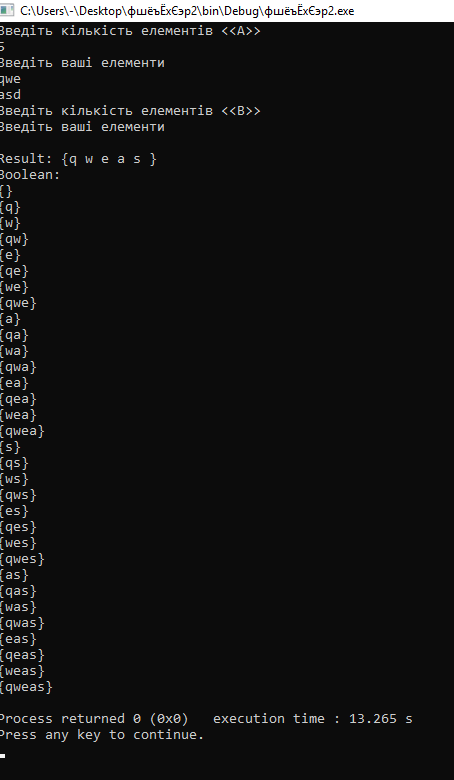 C:\Users\-\Desktop\фшёъЁхЄэр2\bin\Debug\фшёъЁхЄэр2.exe
Введіть кількість елементів <<A>>
5
Введіть ваші елементи
qwe
asd
Введіть кількість елементів <<B>>
Введіть ваші елементи
Result: {q w e a s }
Boolean:
{}
{q}
{w}
{qw}
{e}
{qe}
{we}
{qwe}
{a}
{qa}
{wa}
{qwa}
{ea}
{qea}
{wea}
{qwea}
{s}
{qs}
{ws}
{qws}
{es}
{qes}
{wes}
{qwes}
{as}
{qas}
{was}
{qwas}
{eas}
{qeas}
{weas}
{qweas}
Process returned 0 (0x0)   execution time : 13.265 s
Press any key to continue.